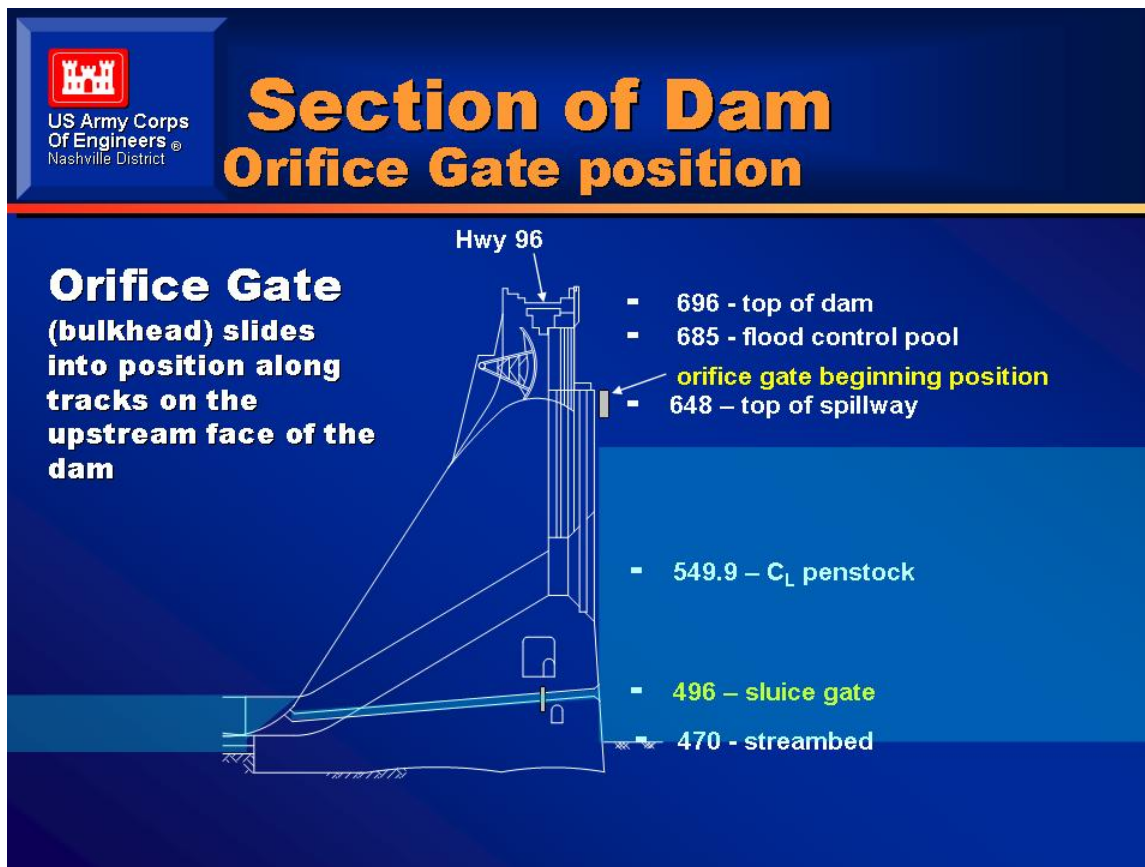 US Army Corps
Of Engineers ®
Nashville District
Section of Dam
Orifice Gate position
Hwy 96
Orifice Gate
(bulkhead) slides
into position along
tracks on the
upstream face of the
dam
- 696 - top of dam
- 685 - flood control pool
orifice gate beginning position
- 648 – top of spillway
- 549.9 – CL penstock
- 496 – sluice gate
- 470 - streambed